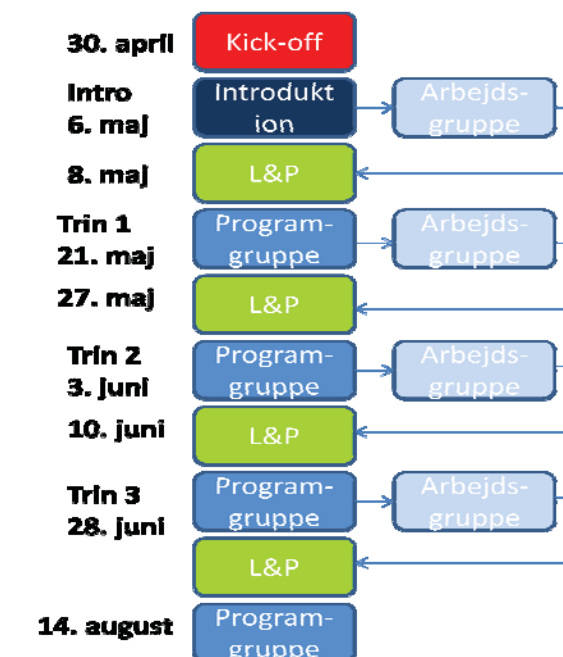 30. april
Kick-off
Intro
6. maj
Introdukt
ion
Arbejds-
gruppe
8. maj
L&P
Trin 1
21. maj
Program-
gruppe
Arbejds-
gruppe
27. maj
L&P
Trin 2
3. juni
Program-
gruppe
Arbejds-
gruppe
10. juni
L&P
Trin 3
28. juni
Program-
gruppe
Arbejds-
gruppe
L&P
14. august
Program-
gruppe